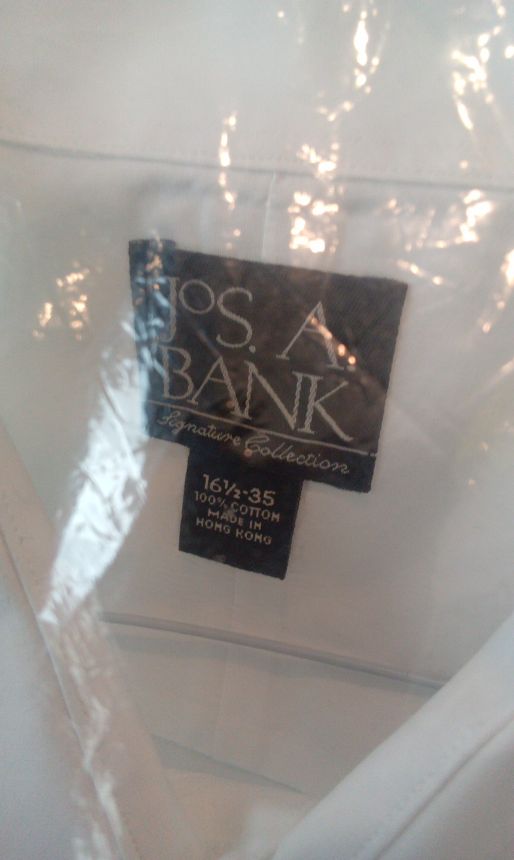 JOS. A.
BANK
Signature Collection
16½-35
100% COTTON
MADE IN
HONG KONG